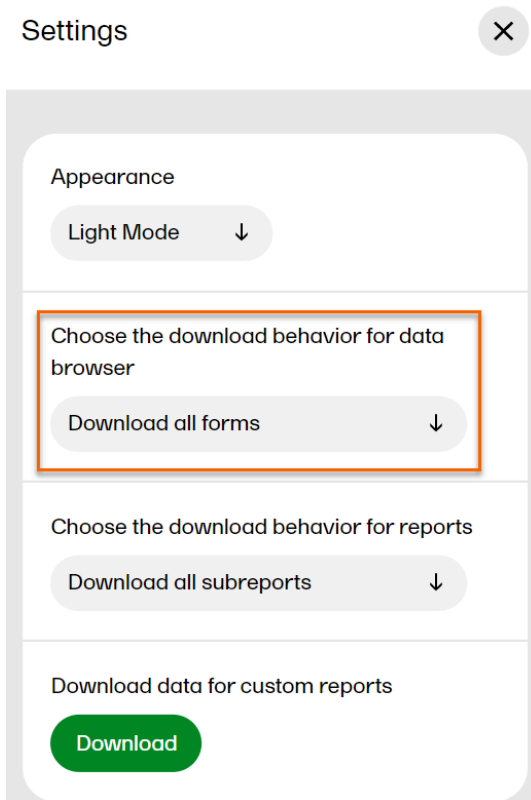 Settings
Appearance
Light Mode
Choose the download behavior for data
browser
Download all forms
Choose the download behavior for reports
Download all subreports
Download data for custom reports
Download